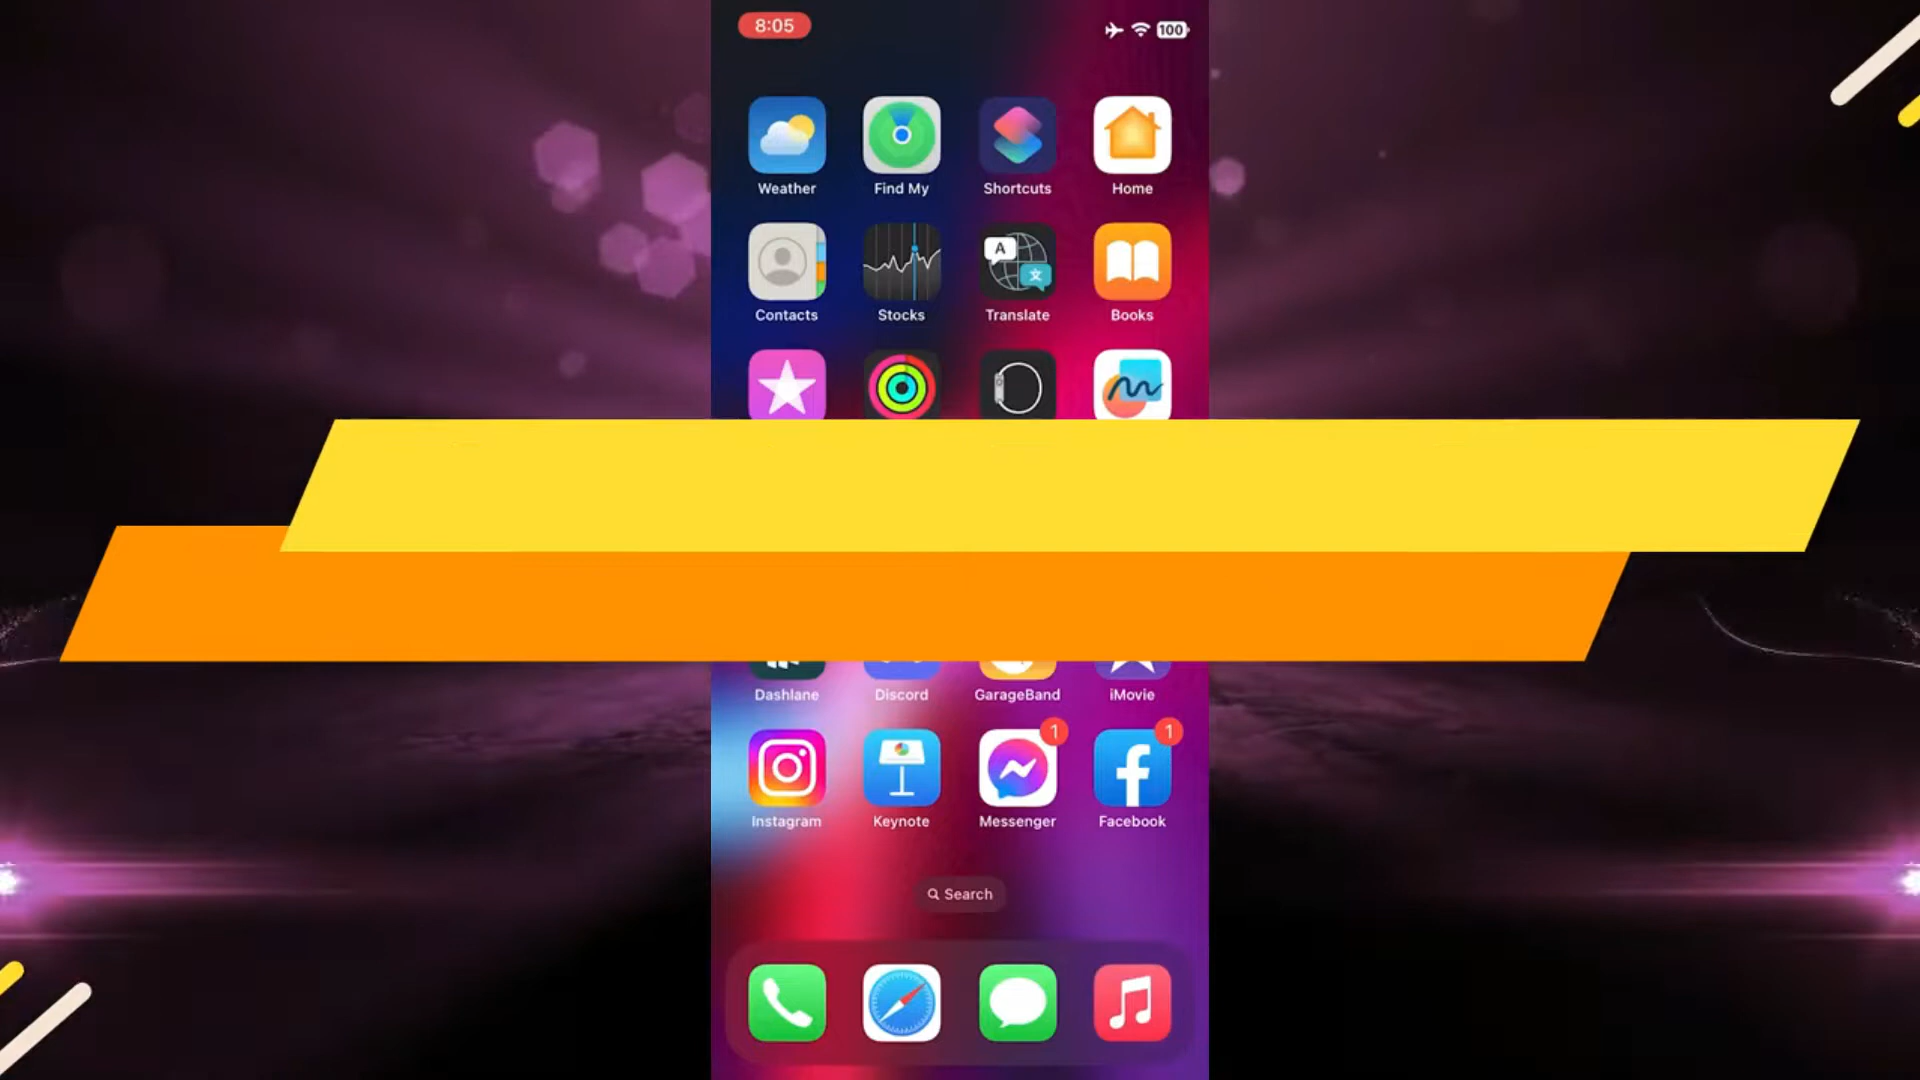 8:05
100
Weather Find My Shortcuts Home
A 文
Contacts Stocks Translate Books
Dashlane Discord GarageBand iMovie
1 1
Instagram Keynote Messenger Facebook
Search